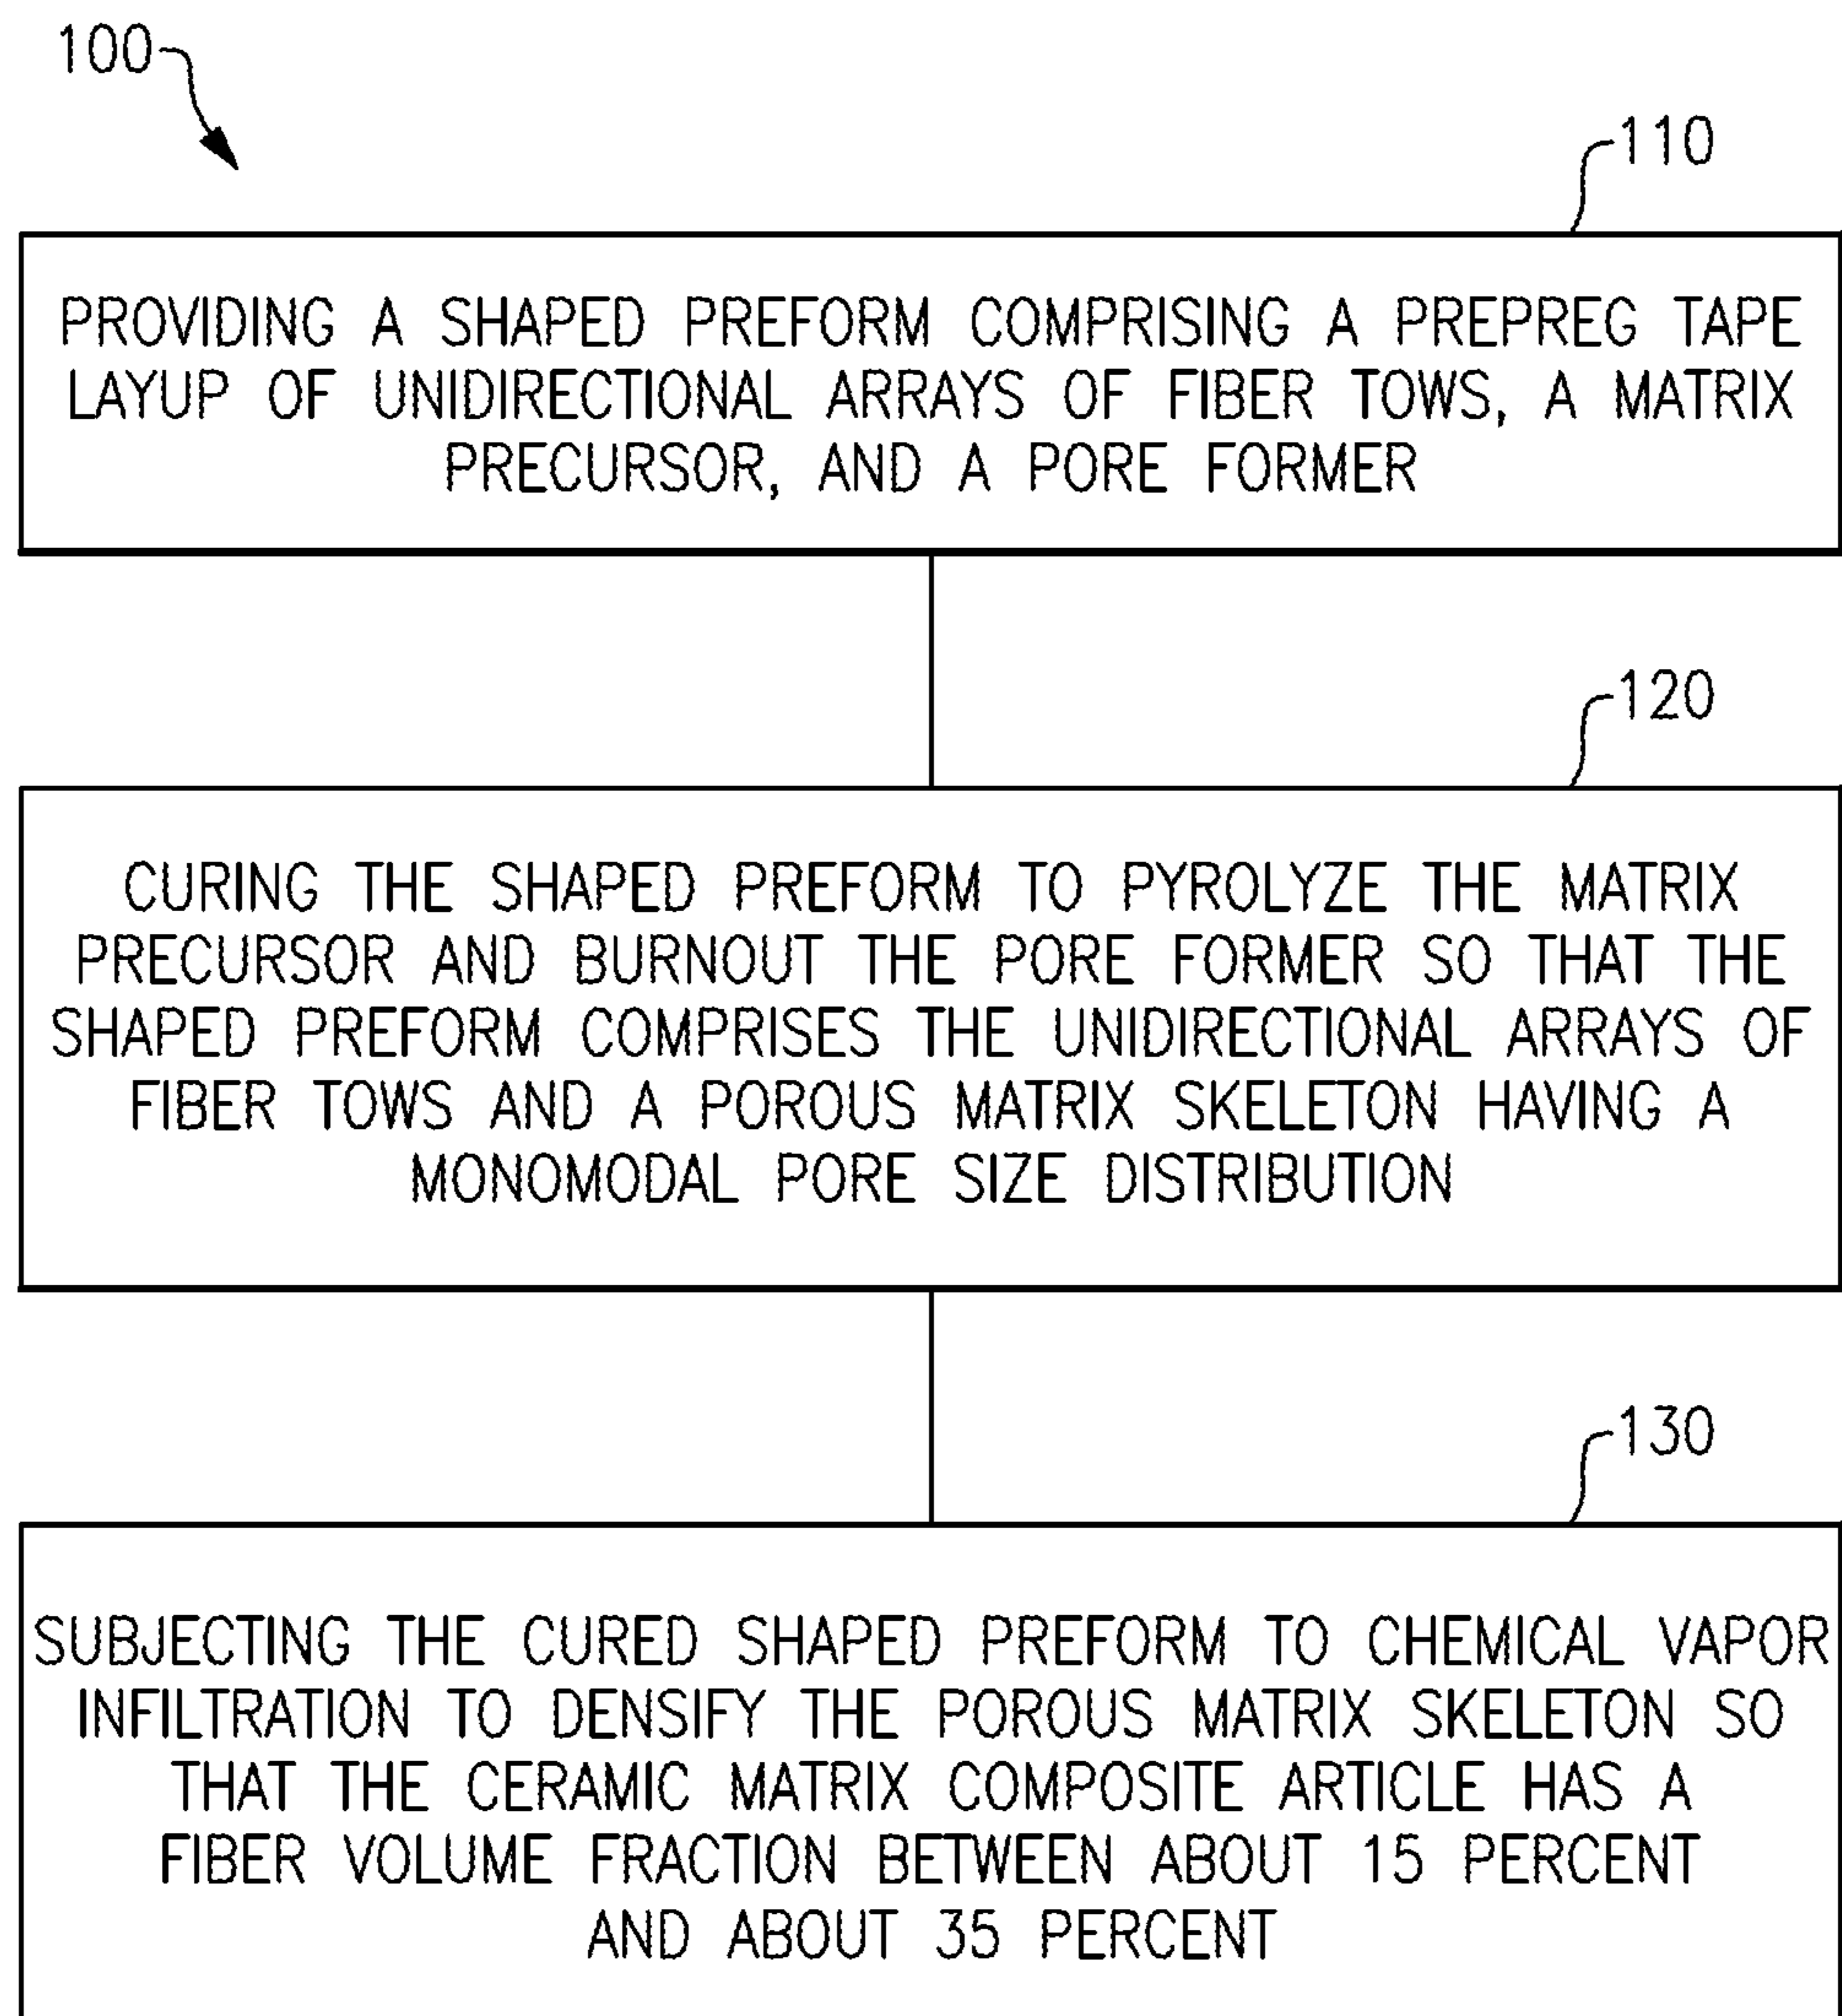 100
110
PROVIDING A SHAPED PREFORM COMPRISING A PREPREG TAPE
LAYUP OF UNIDIRECTIONAL ARRAYS OF FIBER TOWS, A MATRIX
PRECURSOR, AND A PORE FORMER
120
CURING THE SHAPED PREFORM TO PYROLYZE THE MATRIX
PRECURSOR AND BURNOUT THE PORE FORMER SO THAT THE
SHAPED PREFORM COMPRISES THE UNIDIRECTIONAL ARRAYS OF
FIBER TOWS AND A POROUS MATRIX SKELETON HAVING A
MONOMODAL PORE SIZE DISTRIBUTION
130
SUBJECTING THE CURED SHAPED PREFORM TO CHEMICAL VAPOR
INFILTRATION TO DENSIFY THE POROUS MATRIX SKELETON SO
THAT THE CERAMIC MATRIX COMPOSITE ARTICLE HAS A
FIBER VOLUME FRACTION BETWEEN ABOUT 15 PERCENT
AND ABOUT 35 PERCENT